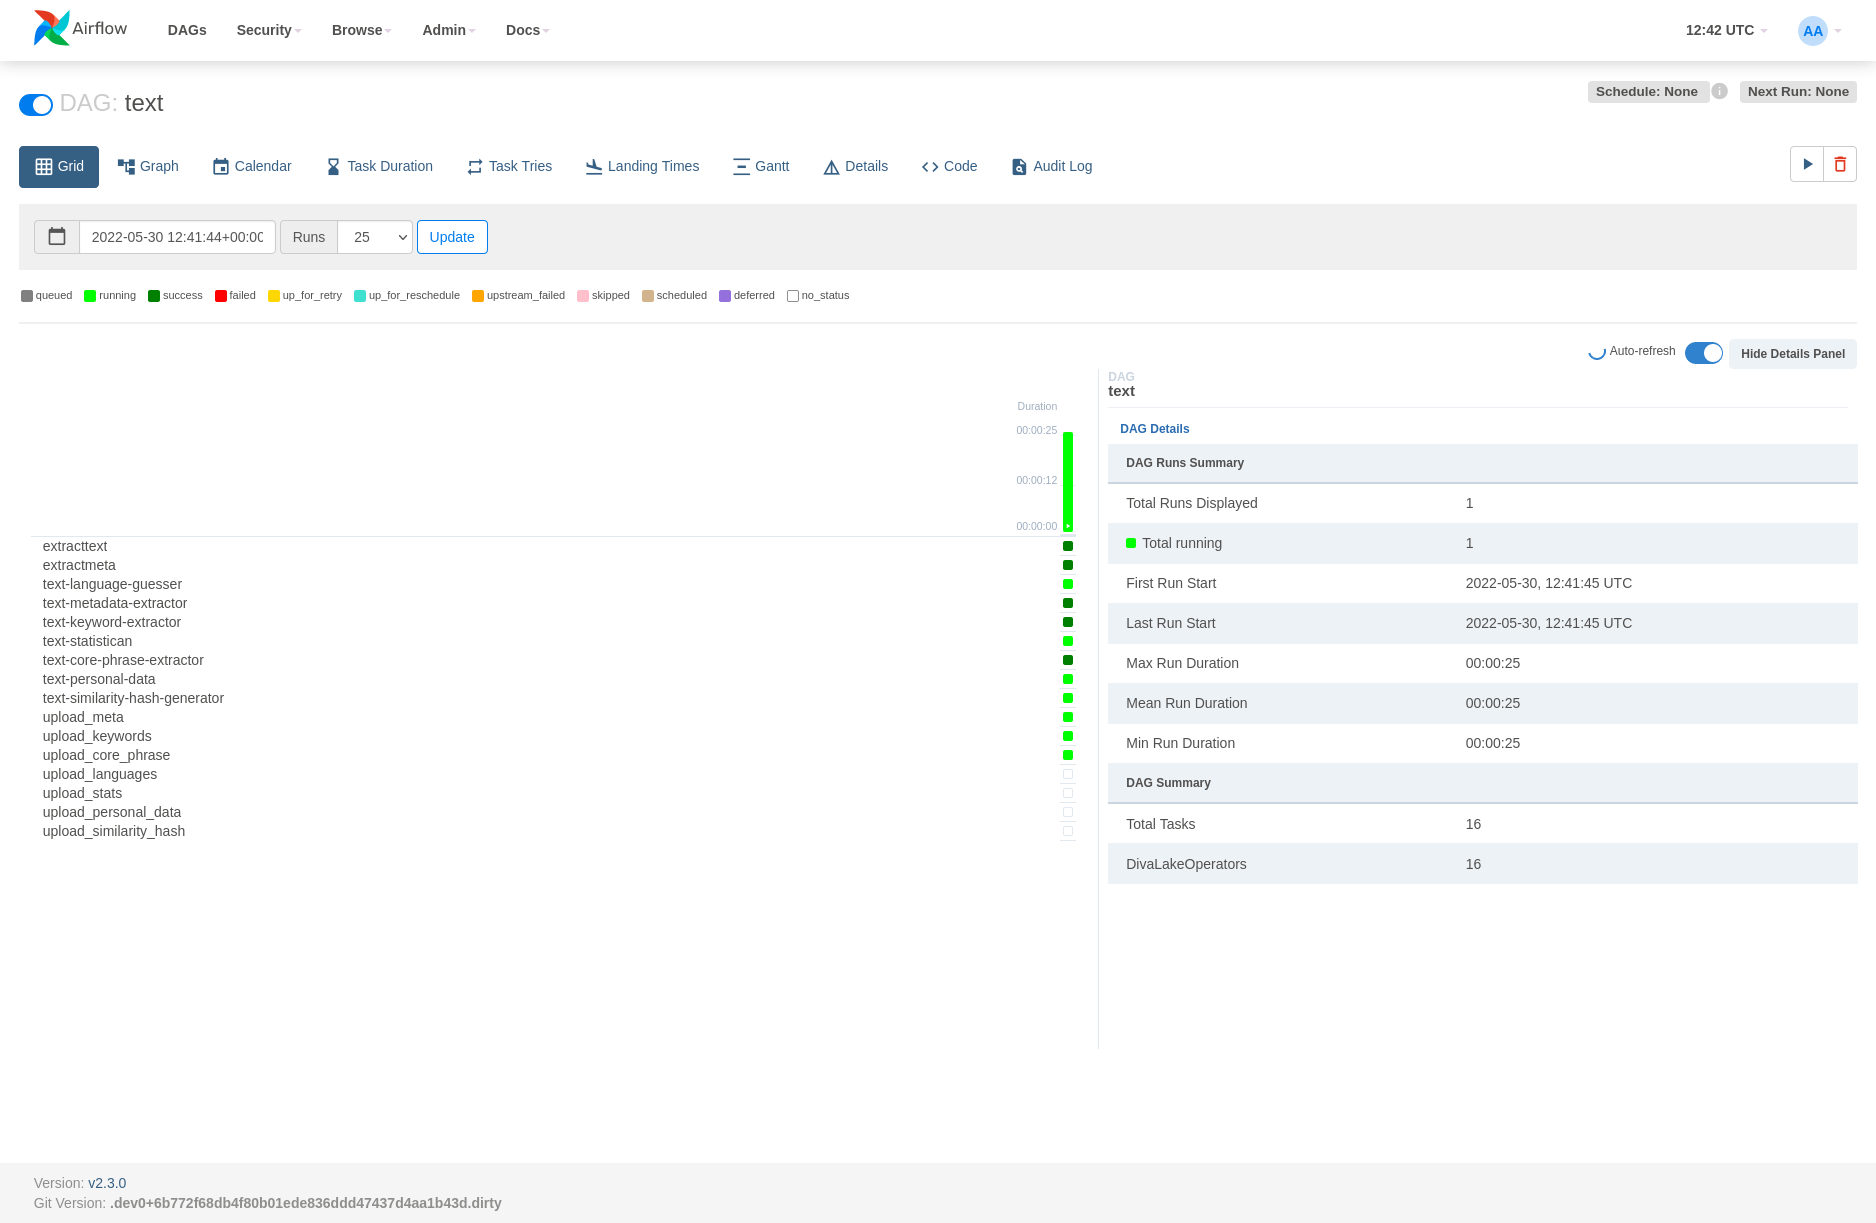 Airflow DAGs Security Browse Admin Docs 12:42 UTC AA
DAG: text Schedule: None i Next Run: None
Grid Graph Calendar Task Duration Task Tries Landing Times Gantt Details Code Audit Log
2022-05-30 12:41:44+00:00 Runs 25 Update
queued running success failed up_for_retry up_for_reschedule upstream_failed skipped scheduled deferred no_status
Auto-refresh Hide Details Panel
Duration
00:00:25
00:00:12
00:00:00
extracttext
extractmeta
text-language-guesser
text-metadata-extractor
text-keyword-extractor
text-statistican
text-core-phrase-extractor
text-personal-data
text-similarity-hash-generator
upload_meta
upload_keywords
upload_core_phrase
upload_languages
upload_stats
upload_personal_data
upload_similarity_hash
DAG
text
DAG Details
DAG Runs Summary
Total Runs Displayed 1
Total running 1
First Run Start 2022-05-30, 12:41:45 UTC
Last Run Start 2022-05-30, 12:41:45 UTC
Max Run Duration 00:00:25
Mean Run Duration 00:00:25
Min Run Duration 00:00:25
DAG Summary
Total Tasks 16
DivaLakeOperators 16
Version: v2.3.0
Git Version: .dev0+6b772f68db4f80b01ede836ddd47437d4aa1b43d.dirty